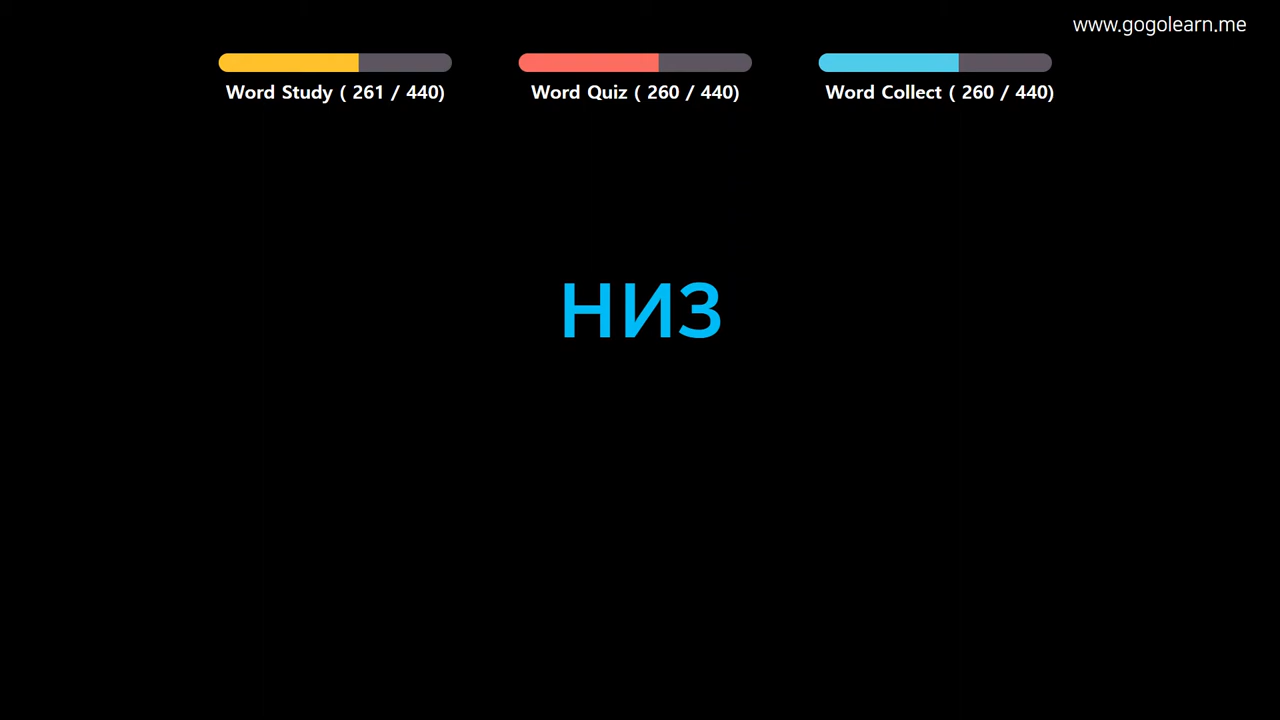 www.gogolearn.me
Word Study ( 261 / 440)
Word Quiz ( 260 / 440)
Word Collect ( 260 / 440)
низ